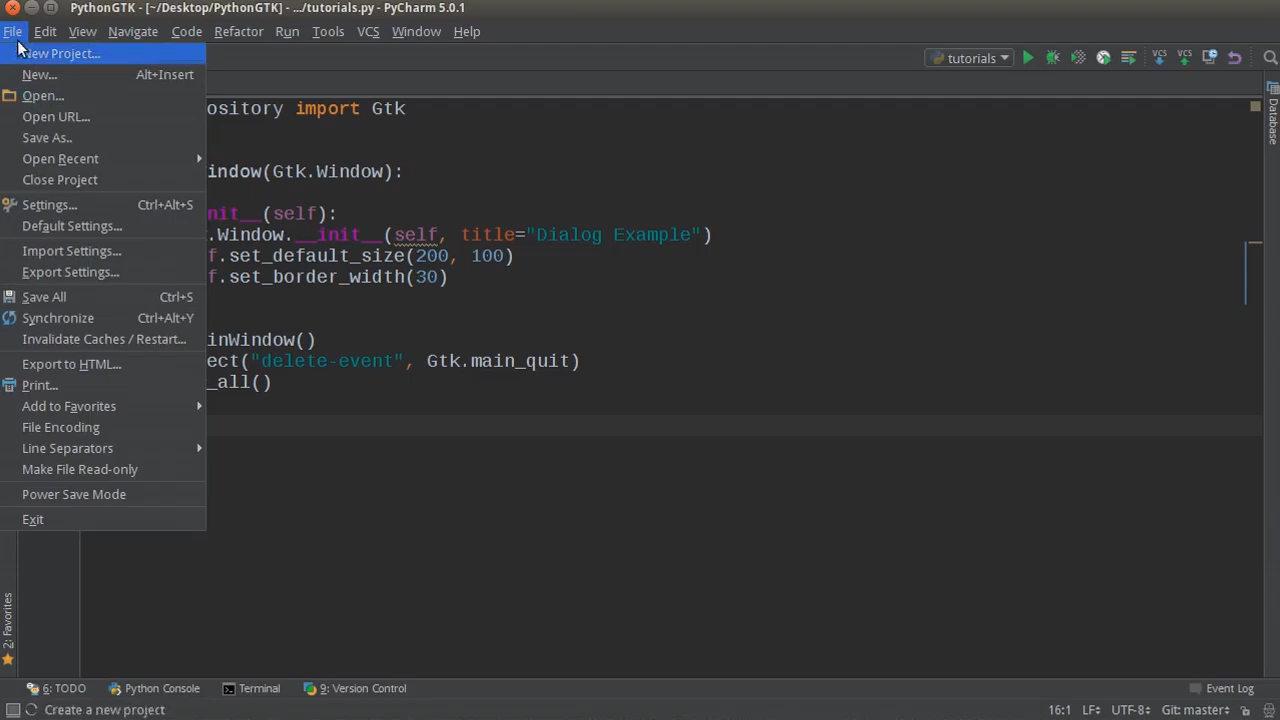 PythonGTK - [~/Desktop/PythonGTK] - .../tutorials.py - PyCharm 5.0.1
File Edit View Navigate Code Refactor Run Tools VCS Window Help
New Project...
New... Alt+Insert
Open...
Open URL...
Save As..
Open Recent
Close Project
Settings... Ctrl+Alt+S
Default Settings...
Import Settings...
Export Settings...
Save All Ctrl+S
Synchronize Ctrl+Alt+Y
Invalidate Caches / Restart...
Export to HTML...
Print...
Add to Favorites
File Encoding
Line Separators
Make File Read-only
Power Save Mode
Exit
tutorials
VCS VCS
ository import Gtk
indow(Gtk.Window):
nit__(self):
.Window.__init__(self, title="Dialog Example")
f.set_default_size(200, 100)
f.set_border_width(30)
inWindow()
ect("delete-event", Gtk.main_quit)
_all()
Database
2: Favorites
6: TODO Python Console Terminal 9: Version Control Event Log
Create a new project 16:1 LF UTF-8 Git: master